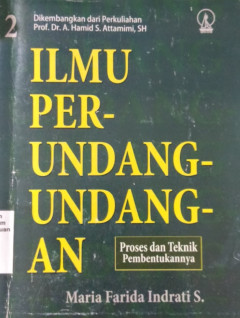 2
Dikembangkan dari Perkuliahan
Prof. Dr. A. Hamid S. Attamimi, SH
ILMU
PER-
UNDANG-
UNDANG-
AN
Proses dan Teknik
Pembentukannya
Maria Farida Indrati S.